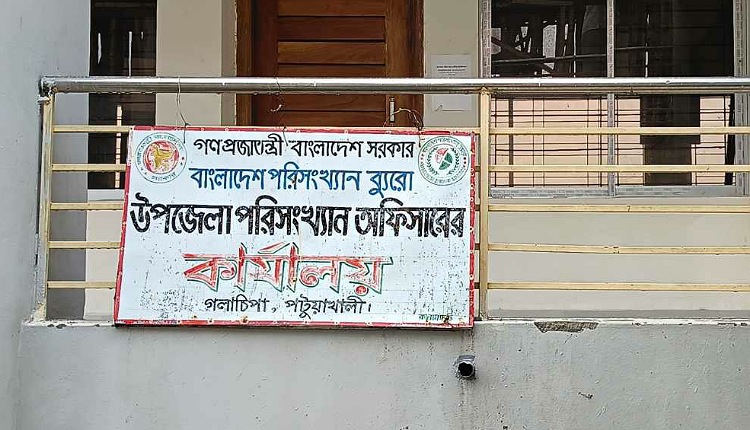 গণপ্রজাতন্ত্রী বাংলাদেশ সরকার
বাংলাদেশ পরিসংখ্যান ব্যুরো
উপজেলা পরিসংখ্যান অফিসারের
কার্যালয়
গলাচিপা, পটুয়াখালী।